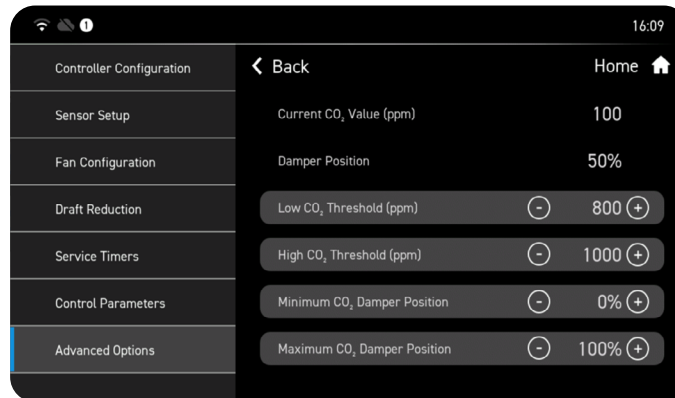 1 16:09
Controller Configuration
Back Home
Sensor Setup
Current CO₂ Value (ppm) 100
Fan Configuration
Damper Position 50%
Draft Reduction
Low CO₂ Threshold (ppm) - 800 +
Service Timers
High CO₂ Threshold (ppm) - 1000 +
Control Parameters
Minimum CO₂ Damper Position - 0% +
Advanced Options
Maximum CO₂ Damper Position - 100% +